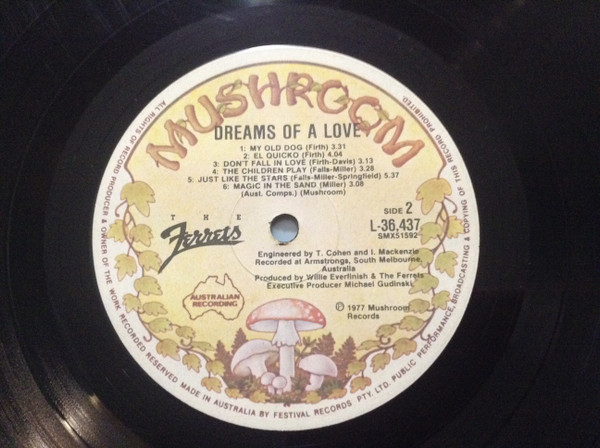 MUSHROOM
DREAMS OF A LOVE
1: MY OLD DOG (Firth) 3.31
2: EL QUICKO (Firth) 4.04
3: DON'T FALL IN LOVE (Firth-Davis) 3.13
4: THE CHILDREN PLAY (Falls-Miller) 3.28
5: JUST LIKE THE STARS (Falls-Miller-Springfield) 5.37
6: MAGIC IN THE SAND (Miller) 3.08
(Aust. Comps.) (Mushroom)
SIDE 2
L-36,437
SMX51592
THE
Ferrets
Engineered by T. Cohen and I. Mackenzie
Recorded at Armstrongs, South Melbourne,
Australia
Produced by Willie Everfinish & The Ferrets
Executive Producer Michael Gudinski
AUSTRALIAN
RECORDING
℗ 1977 Mushroom
Records
ALL RIGHTS OF RECORD PRODUCER & OWNER OF THE WORK RECORDED RESERVED MADE IN AUSTRALIA BY FESTIVAL RECORDS PTY. LTD. PUBLIC PERFORMANCE, BROADCASTING & COPYING OF THIS RECORD PROHIBITED.